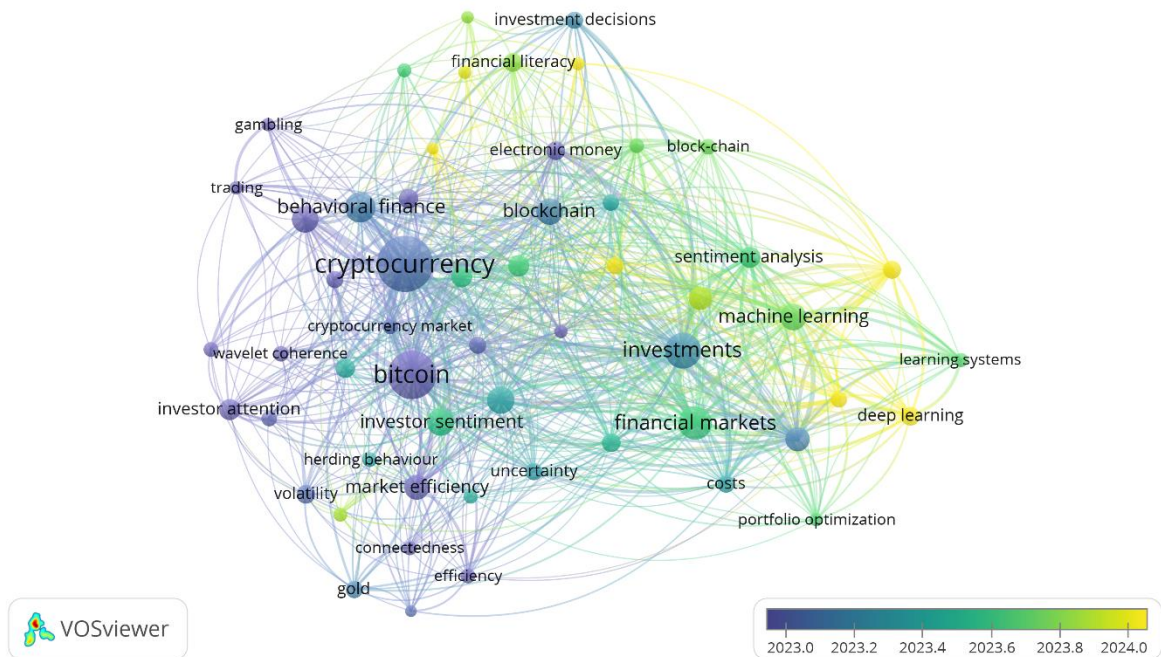 investment decisions
financial literacy
gambling
electronic money
block-chain
trading
behavioral finance
blockchain
cryptocurrency
sentiment analysis
machine learning
cryptocurrency market
wavelet coherence
investments
learning systems
bitcoin
investor attention
investor sentiment
financial markets
deep learning
herding behaviour
uncertainty
volatility
market efficiency
costs
portfolio optimization
connectedness
efficiency
gold
VOSviewer
2023.0 2023.2 2023.4 2023.6 2023.8 2024.0